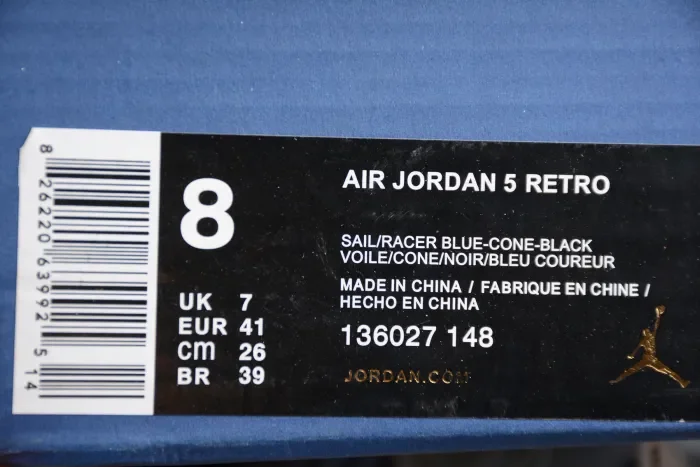 8 26220 63992 5 14
8
UK 7
EUR 41
cm 26
BR 39
AIR JORDAN 5 RETRO
SAIL/RACER BLUE-CONE-BLACK
VOILE/CONE/NOIR/BLEU COUREUR
MADE IN CHINA / FABRIQUE EN CHINE /
HECHO EN CHINA
136027 148
JORDAN.COM